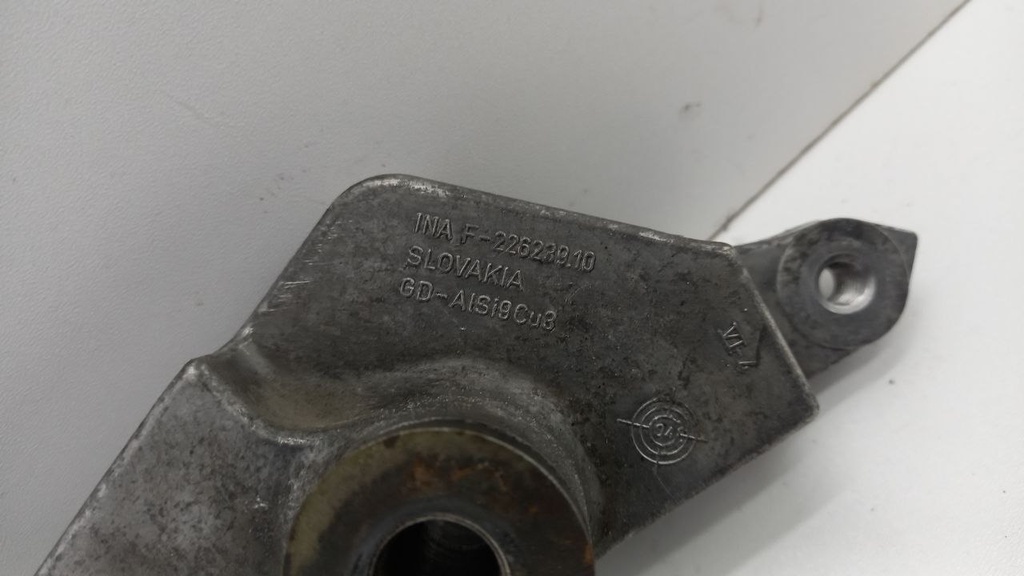 INA F-226239.10
SLOVAKIA
GD-AlSi9Cu3